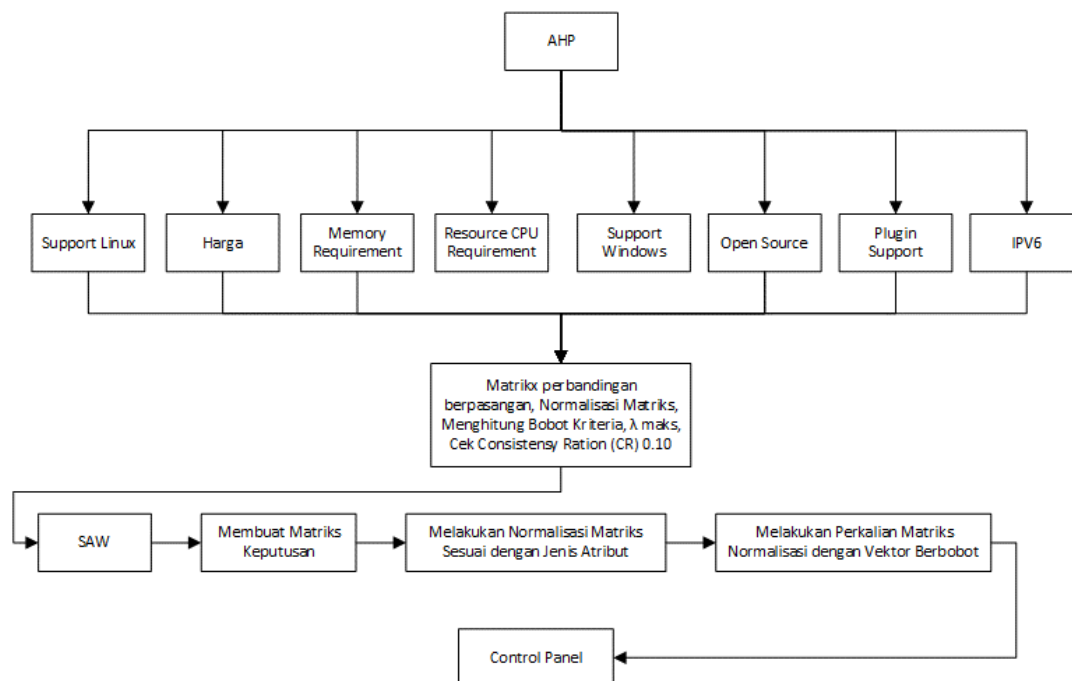 AHP
Support Linux
Harga
Memory
Requirement
Resource CPU
Requirement
Support
Windows
Open Source
Plugin
Support
IPV6
Matrikx perbandingan
berpasangan, Normalisasi Matriks,
Menghitung Bobot Kriteria, λ maks,
Cek Consistensy Ration (CR) 0.10
SAW
Membuat Matriks
Keputusan
Melakukan Normalisasi Matriks
Sesuai dengan Jenis Atribut
Melakukan Perkalian Matriks
Normalisasi dengan Vektor Berbobot
Control Panel